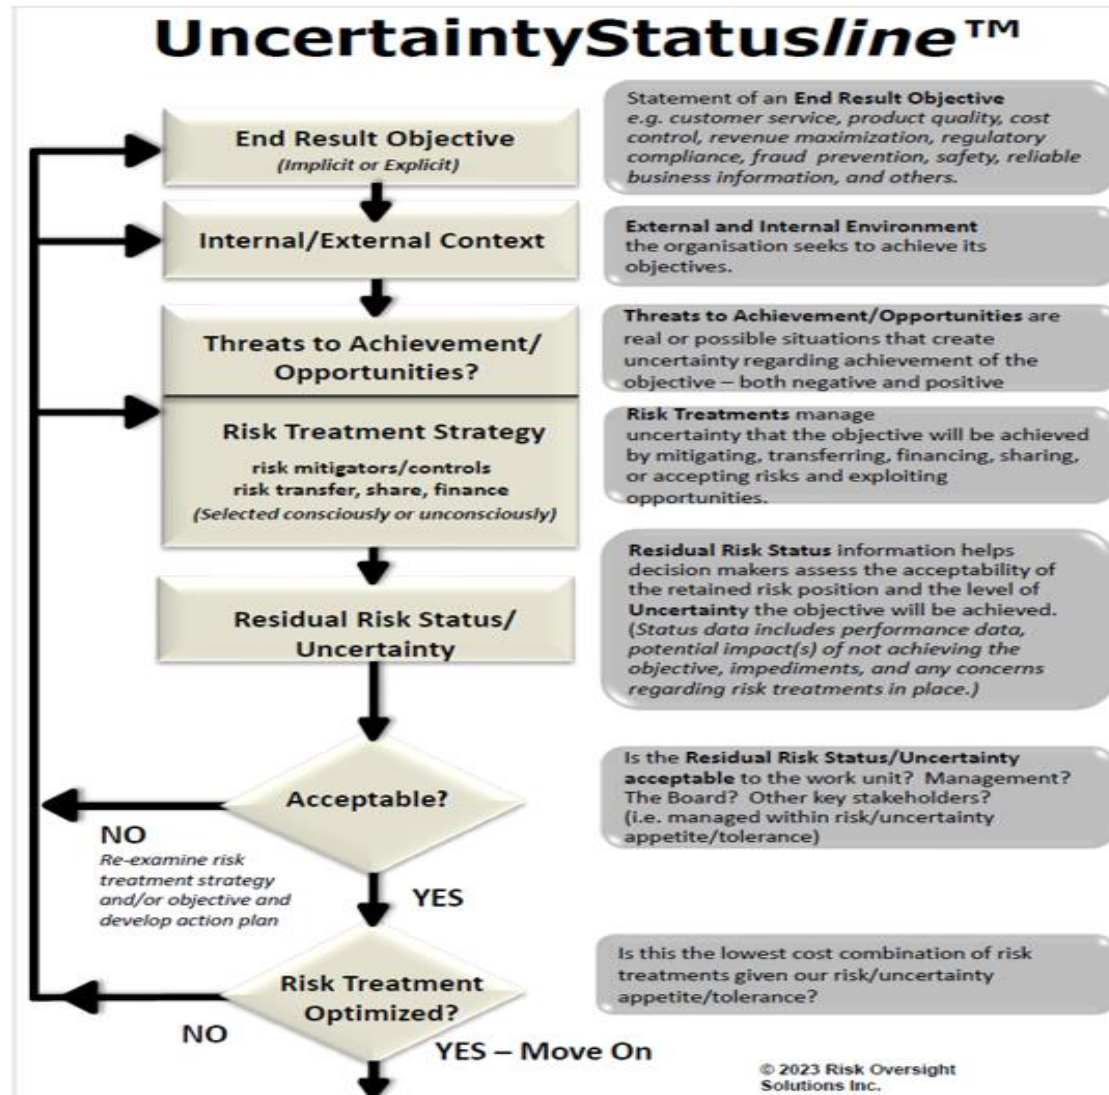 UncertaintyStatusline™
End Result Objective
(Implicit or Explicit)
Statement of an End Result Objective
e.g. customer service, product quality, cost
control, revenue maximization, regulatory
compliance, fraud prevention, safety, reliable
business information, and others.
Internal/External Context
External and Internal Environment
the organisation seeks to achieve its
objectives.
Threats to Achievement/
Opportunities?
Threats to Achievement/Opportunities are
real or possible situations that create
uncertainty regarding achievement of the
objective – both negative and positive
Risk Treatment Strategy
risk mitigators/controls
risk transfer, share, finance
(Selected consciously or unconsciously)
Risk Treatments manage
uncertainty that the objective will be achieved
by mitigating, transferring, financing, sharing,
or accepting risks and exploiting
opportunities.
Residual Risk Status/
Uncertainty
Residual Risk Status information helps
decision makers assess the acceptability of
the retained risk position and the level of
Uncertainty the objective will be achieved.
(Status data includes performance data,
potential impact(s) of not achieving the
objective, impediments, and any concerns
regarding risk treatments in place.)
Acceptable?
Is the Residual Risk Status/Uncertainty
acceptable to the work unit? Management?
The Board? Other key stakeholders?
(i.e. managed within risk/uncertainty
appetite/tolerance)
NO
Re-examine risk
treatment strategy
and/or objective and
develop action plan
YES
Risk Treatment
Optimized?
Is this the lowest cost combination of risk
treatments given our risk/uncertainty
appetite/tolerance?
NO
YES – Move On
© 2023 Risk Oversight
Solutions Inc.